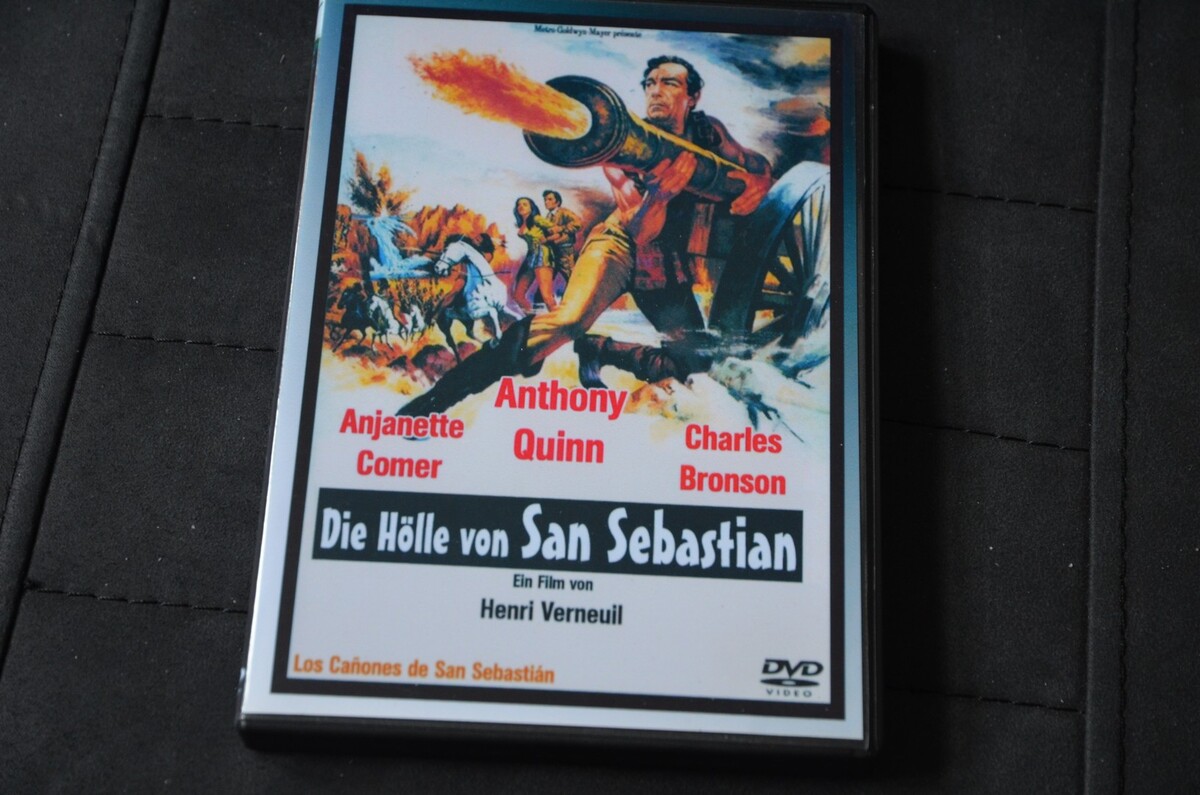 Metro-Goldwyn-Mayer présente
Anthony
Quinn
Anjanette
Comer
Charles
Bronson
Die Hölle von San Sebastian
Ein Film von
Henri Verneuil
Los Cañones de San Sebastián
DVD
VIDEO